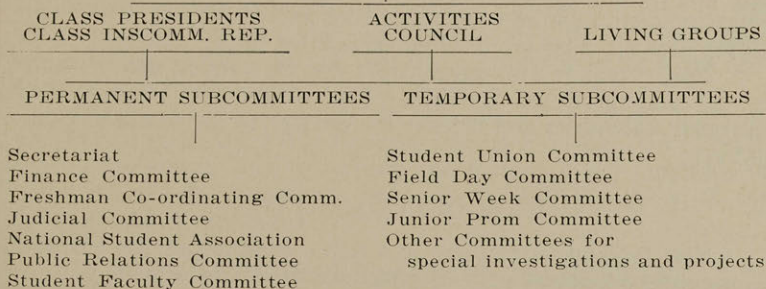 CLASS PRESIDENTS
CLASS INSCOMM. REP.
ACTIVITIES
COUNCIL
LIVING GROUPS
PERMANENT SUBCOMMITTEES
TEMPORARY SUBCOMMITTEES
Secretariat
Finance Committee
Freshman Co-ordinating Comm.
Judicial Committee
National Student Association
Public Relations Committee
Student Faculty Committee
Student Union Committee
Field Day Committee
Senior Week Committee
Junior Prom Committee
Other Committees for
special investigations and projects